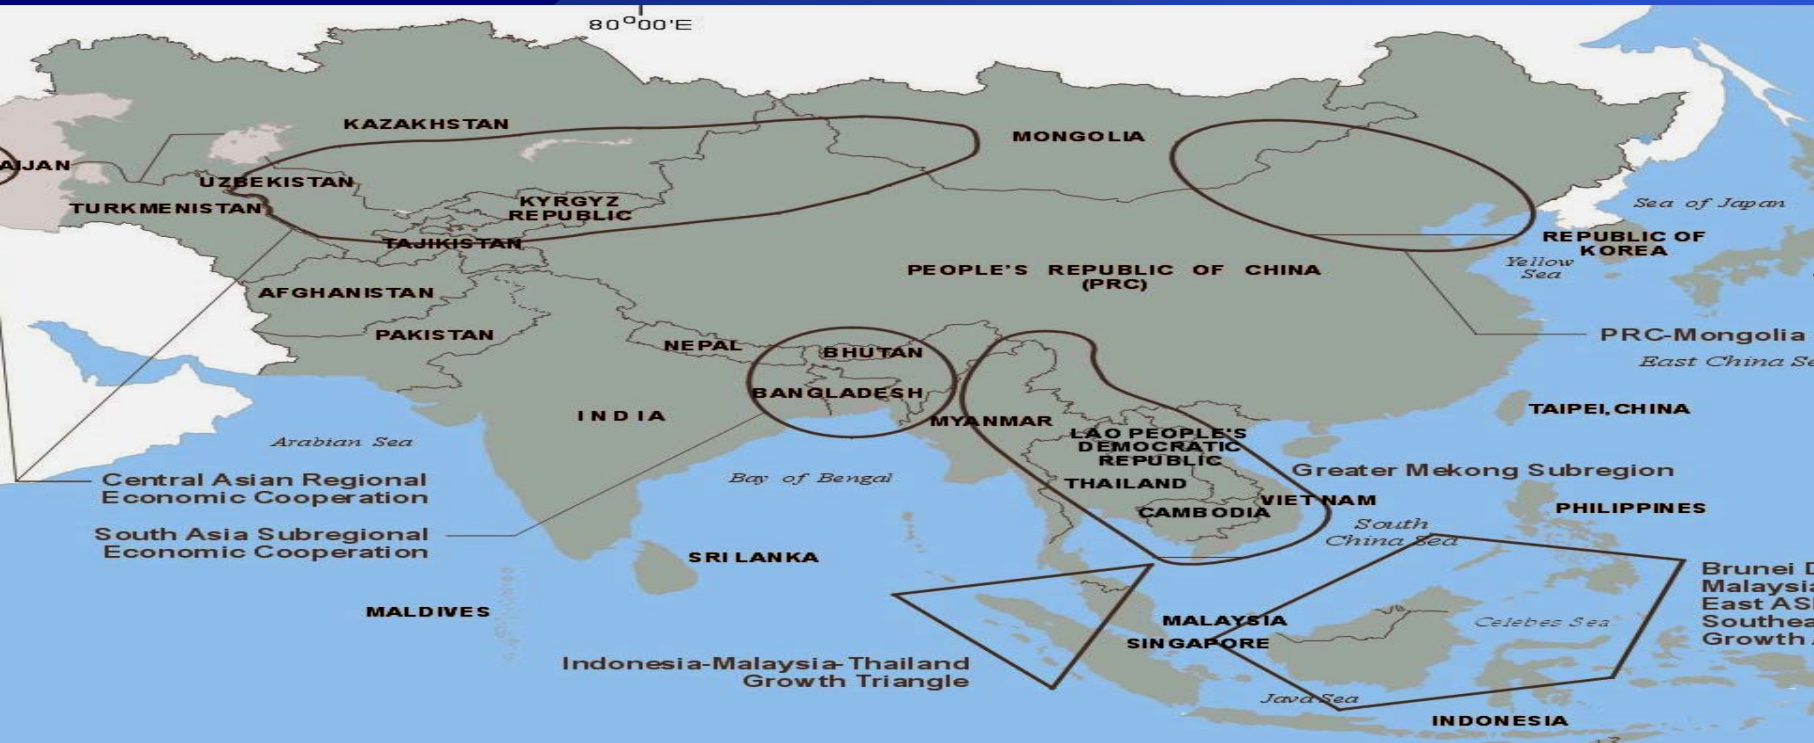 80°00'E
KAZAKHSTAN
MONGOLIA
AIJAN
UZBEKISTAN
TURKMENISTAN
KYRGYZ
REPUBLIC
Sea of Japan
TAJIKISTAN
REPUBLIC OF
KOREA
Yellow
Sea
PEOPLE'S REPUBLIC OF CHINA
(PRC)
AFGHANISTAN
PAKISTAN
NEPAL
BHUTAN
PRC-Mongolia
East China Se
BANGLADESH
INDIA
MYANMAR
TAIPEI,CHINA
Arabian Sea
LAO PEOPLE'S
DEMOCRATIC
REPUBLIC
Bay of Bengal
Greater Mekong Subregion
Central Asian Regional
Economic Cooperation
THAILAND
VIET NAM
CAMBODIA
PHILIPPINES
South
China Sea
South Asia Subregional
Economic Cooperation
SRI LANKA
MALDIVES
Brunei D
Malaysia
East AS
Southea
Growth
MALAYSIA
SINGAPORE
Celebes Sea
Indonesia-Malaysia-Thailand
Growth Triangle
Java Sea
INDONESIA